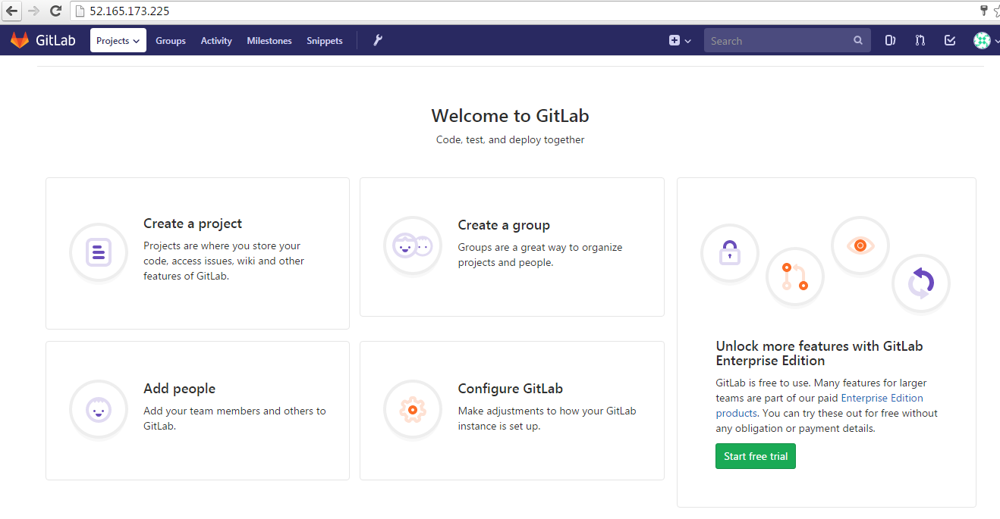 52.165.173.225
GitLab Projects Groups Activity Milestones Snippets Search
Welcome to GitLab
Code, test, and deploy together
Create a project
Projects are where you store your
code, access issues, wiki and other
features of GitLab.
Create a group
Groups are a great way to organize
projects and people.
Add people
Add your team members and others to
GitLab.
Configure GitLab
Make adjustments to how your GitLab
instance is set up.
Unlock more features with GitLab
Enterprise Edition
GitLab is free to use. Many features for larger
teams are part of our paid Enterprise Edition
products. You can try these out for free without
any obligation or payment details.
Start free trial